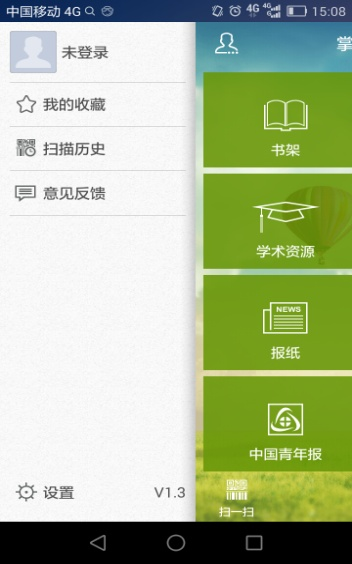 中国移动 4G
4G
4G
15:08
未登录
掌
我的收藏
扫描历史
意见反馈
书架
学术资源
NEWS
报纸
中国青年报
设置
V1.3
扫一扫